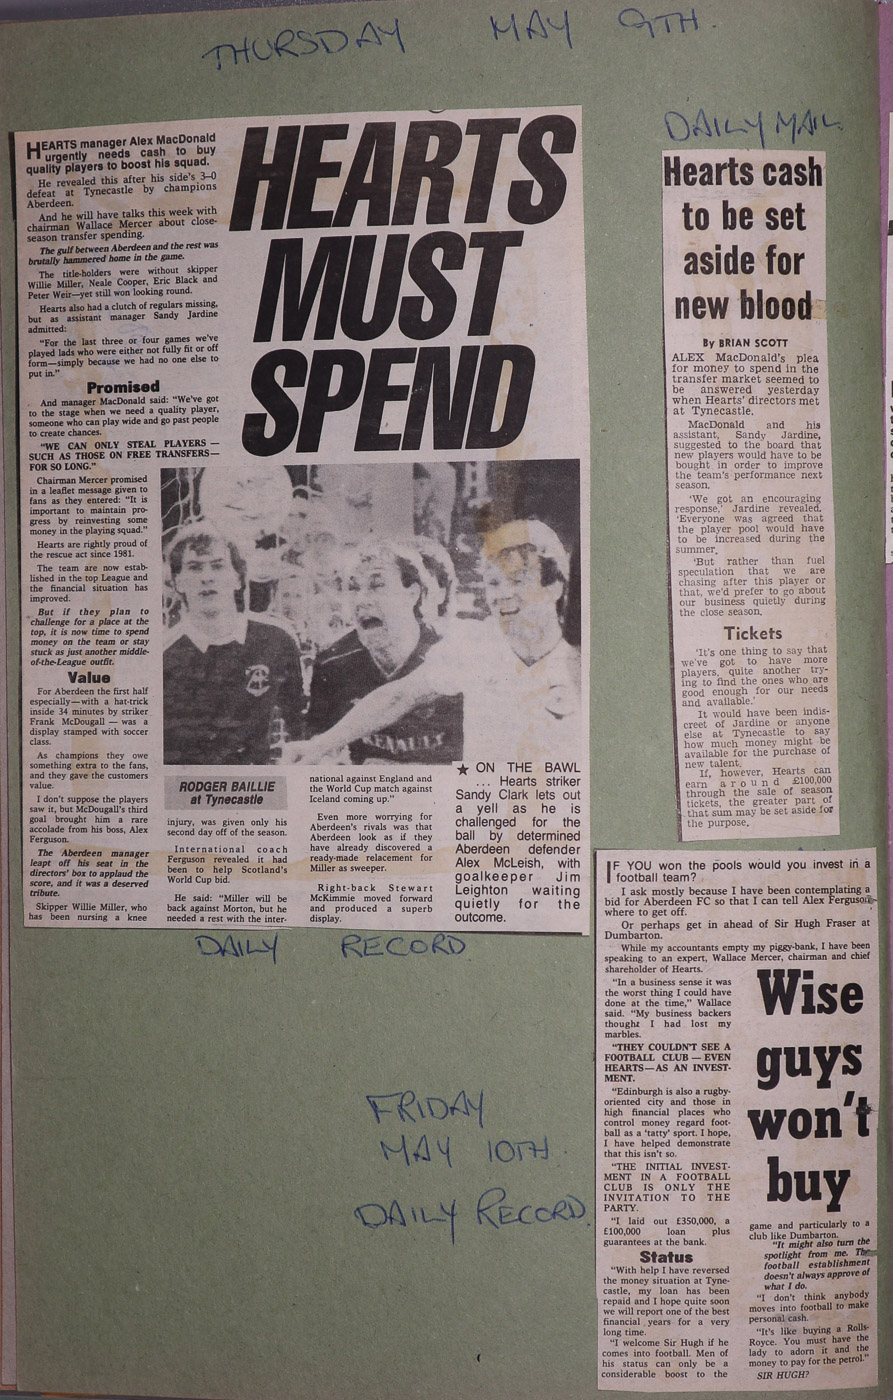 THURSDAY MAY 9TH.
HEARTS manager Alex MacDonald
urgently needs cash to buy
quality players to boost his squad.
He revealed this after his side's 3—0
defeat at Tynecastle by champions
Aberdeen.
And he will have talks this week with
chairman Wallace Mercer about close-
season transfer spending.
The gulf between Aberdeen and the rest was
brutally hammered home in the game.
The title-holders were without skipper
Willie Miller, Neale Cooper, Eric Black and
Peter Weir—yet still won looking round.
Hearts also had a clutch of regulars missing,
but as assistant manager Sandy Jardine
admitted:
"For the last three or four games we've
played lads who were either not fully fit or off
form—simply because we had no one else to
put in."
Promised
And manager MacDonald said: "We've got
to the stage when we need a quality player,
someone who can play wide and go past people
to create chances.
"WE CAN ONLY STEAL PLAYERS —
SUCH AS THOSE ON FREE TRANSFERS—
FOR SO LONG."
Chairman Mercer promised
in a leaflet message given to
fans as they entered: "It is
important to maintain pro-
gress by reinvesting some
money in the playing squad."
Hearts are rightly proud of
the rescue act since 1981.
The team are now estab-
lished in the top League and
the financial situation has
improved.
But if they plan to
challenge for a place at the
top, it is now time to spend
money on the team or stay
stuck as just another middle-
of-the-League outfit.
Value
For Aberdeen the first half
especially—with a hat-trick
inside 34 minutes by striker
Frank McDougall — was a
display stamped with soccer
class.
As champions they owe
something extra to the fans,
and they gave the customers
value.
I don't suppose the players
saw it, but McDougall's third
goal brought him a rare
accolade from his boss, Alex
Ferguson.
The Aberdeen manager
leapt off his seat in the
directors' box to applaud the
score, and it was a deserved
tribute.
Skipper Willie Miller, who
has been nursing a knee
HEARTS
MUST
SPEND
RENAULT
RODGER BAILLIE
at Tynecastle
injury, was given only his
second day off of the season.
International coach
Ferguson revealed it had
been to help Scotland's
World Cup bid.
He said: "Miller will be
back against Morton, but he
needed a rest with the inter-
national against England and
the World Cup match against
Iceland coming up."
Even more worrying for
Aberdeen's rivals was that
Aberdeen look as if they
have already discovered a
ready-made relacement for
Miller as sweeper.
Right-back Stewart
McKimmie moved forward
and produced a superb
display.
★ ON THE BAWL
... Hearts striker
Sandy Clark lets out
a yell as he is
challenged for the
ball by determined
Aberdeen defender
Alex McLeish, with
goalkeeper Jim
Leighton waiting
quietly for the
outcome.
DAILY RECORD
DAILY MAIL
Hearts cash
to be set
aside for
new blood
By BRIAN SCOTT
ALEX MacDonald's plea
for money to spend in the
transfer market seemed to
be answered yesterday
when Hearts' directors met
at Tynecastle.
MacDonald and his
assistant, Sandy Jardine,
suggested to the board that
new players would have to be
bought in order to improve
the team's performance next
season.
'We got an encouraging
response,' Jardine revealed.
'Everyone was agreed that
the player pool would have
to be increased during the
summer.
'But rather than fuel
speculation that we are
chasing after this player or
that, we'd prefer to go about
our business quietly during
the close season.
Tickets
'It's one thing to say that
we've got to have more
players, quite another try-
ing to find the ones who are
good enough for our needs
and available.'
It would have been indis-
creet of Jardine or anyone
else at Tynecastle to say
how much money might be
available for the purchase of
new talent.
If, however, Hearts can
earn around £100,000
through the sale of season
tickets, the greater part of
that sum may be set aside for
the purpose.
FRIDAY
MAY 10TH
DAILY RECORD.
IF YOU won the pools would you invest in a
football team?
I ask mostly because I have been contemplating a
bid for Aberdeen FC so that I can tell Alex Ferguson
where to get off.
Or perhaps get in ahead of Sir Hugh Fraser at
Dumbarton.
While my accountants empty my piggy-bank, I have been
speaking to an expert, Wallace Mercer, chairman and chief
shareholder of Hearts.
"In a business sense it was
the worst thing I could have
done at the time," Wallace
said. "My business backers
thought I had lost my
marbles.
"THEY COULDN'T SEE A
FOOTBALL CLUB — EVEN
HEARTS—AS AN INVEST-
MENT.
"Edinburgh is also a rugby-
oriented city and those in
high financial places who
control money regard foot-
ball as a 'tatty' sport. I hope,
I have helped demonstrate
that this isn't so.
"THE INITIAL INVEST-
MENT IN A FOOTBALL
CLUB IS ONLY THE
INVITATION TO THE
PARTY.
"I laid out £350,000, a
£100,000 loan plus
guarantees at the bank.
Status
"With help I have reversed
the money situation at Tyne-
castle, my loan has been
repaid and I hope quite soon
we will report one of the best
financial years for a very
long time.
"I welcome Sir Hugh if he
comes into football. Men of
his status can only be a
considerable boost to the
Wise
guys
won't
buy
game and particularly to a
club like Dumbarton.
"It might also turn the
spotlight from me. The
football establishment
doesn't always approve of
what I do.
"I don't think anybody
moves into football to make
personal cash.
"It's like buying a Rolls-
Royce. You must have the
lady to adorn it and the
money to pay for the petrol."
SIR HUGH?